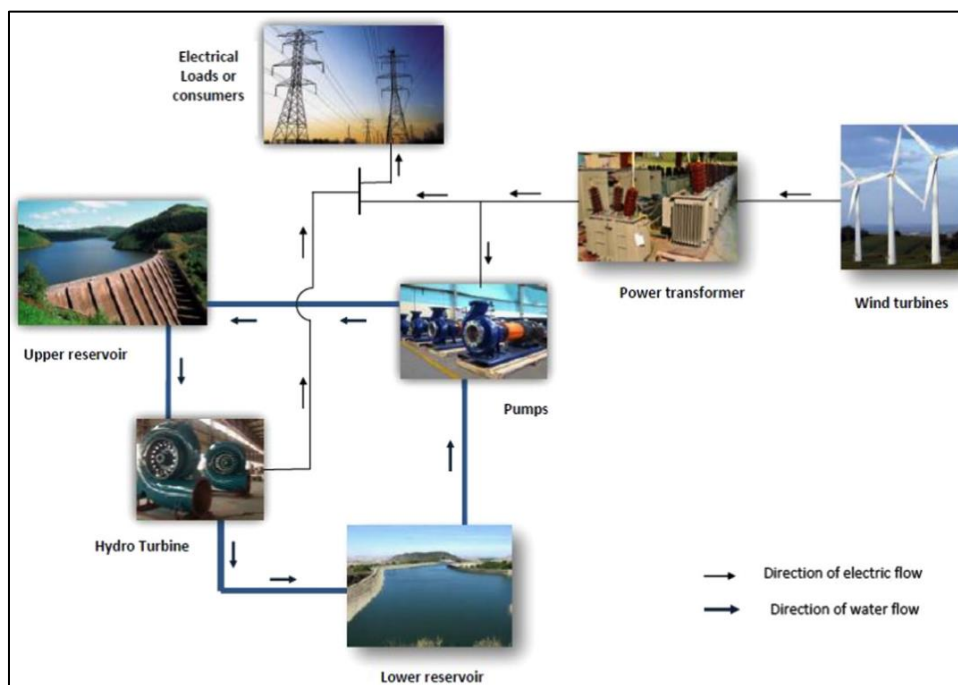 Electrical
Loads or
consumers
Power transformer
Wind turbines
Upper reservoir
Pumps
Hydro Turbine
Lower reservoir
Direction of electric flow
Direction of water flow